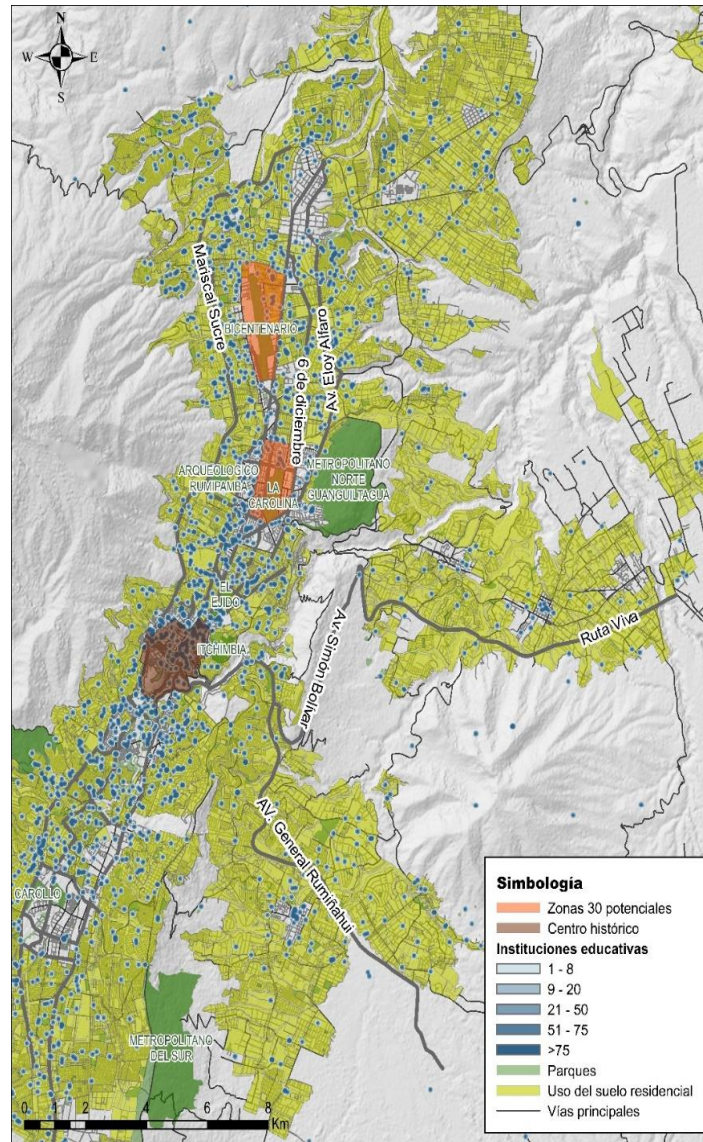 N
W E
S
Mariscal Sucre
BICENTENARIO
6 de diciembre
Av. Eloy Alfaro
ARQUEOLOGICO
RUMIPAMBA
LA
CAROLINA
METROPOLITANO
NORTE
GUANGUILTAGUA
EL
EJIDO
ITCHIMBIA
Av. Simón Bolívar
Ruta Viva
AV. General Rumiñahui
CAROLLO
METROPOLITANO
DEL SUR
0 2 4 6 8
Km
Simbología
Zonas 30 potenciales
Centro histórico
Instituciones educativas
1 - 8
9 - 20
21 - 50
51 - 75
>75
Parques
Uso del suelo residencial
Vías principales